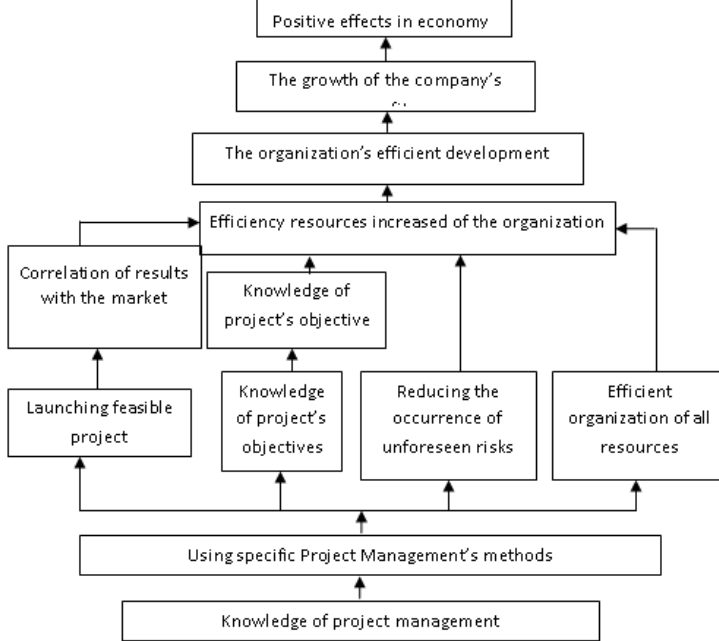 Positive effects in economy
The growth of the company's
The organization's efficient development
Efficiency resources increased of the organization
Correlation of results
with the market
Knowledge of
project's objective
Launching feasible
project
Knowledge
of project's
objectives
Reducing the
occurrence of
unforeseen risks
Efficient
organization of all
resources
Using specific Project Management's methods
Knowledge of project management